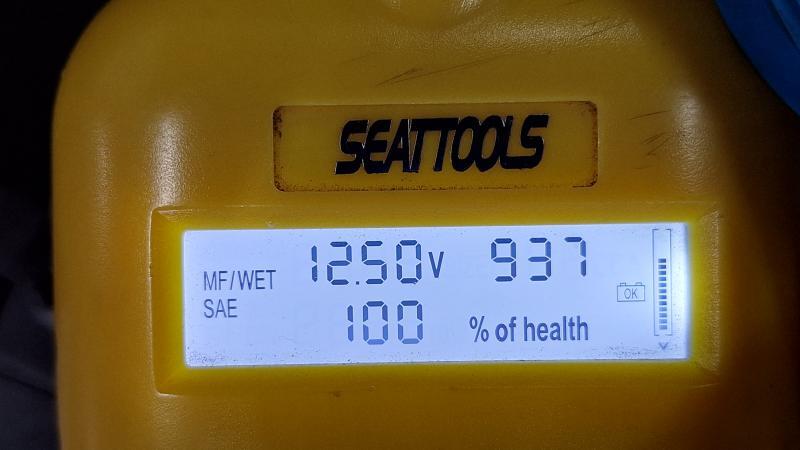 SEATTOOLS
MF/WET 12.50v 937
SAE 100 % of health
OK